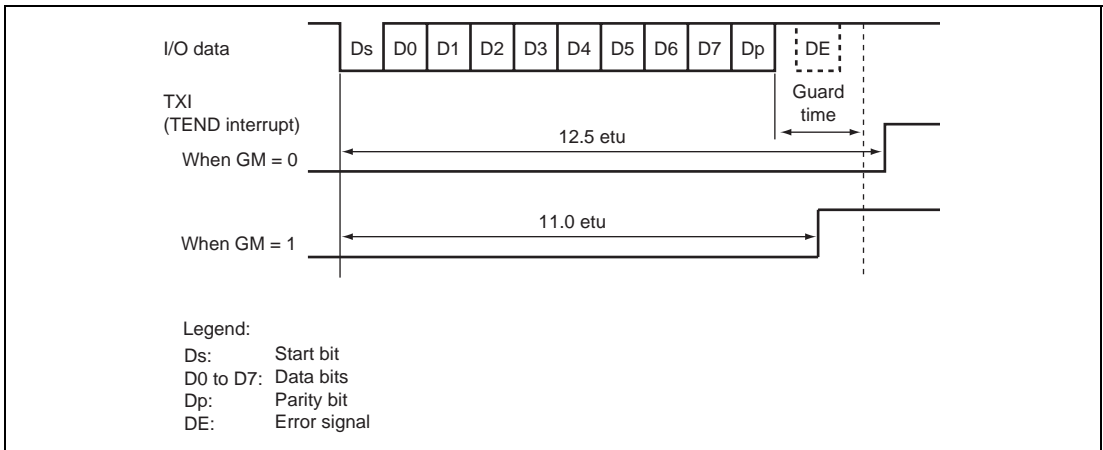 I/O data
Ds D0 D1 D2 D3 D4 D5 D6 D7 Dp DE
Guard
time
TXI
(TEND interrupt)
12.5 etu
When GM = 0
11.0 etu
When GM = 1
Legend:
Ds: Start bit
D0 to D7: Data bits
Dp: Parity bit
DE: Error signal